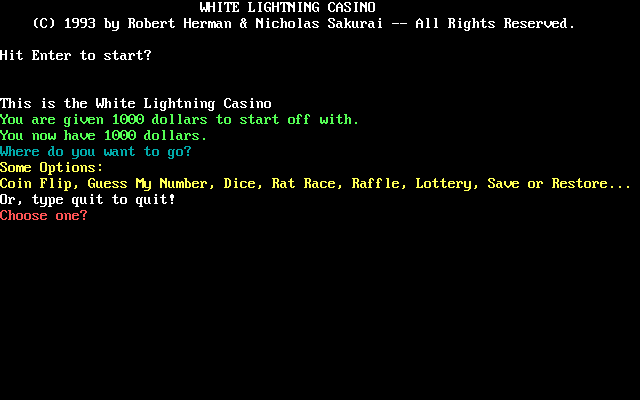 WHITE LIGHTNING CASINO
(C) 1993 by Robert Herman & Nicholas Sakurai -- All Rights Reserved.
Hit Enter to start?
This is the White Lightning Casino
You are given 1000 dollars to start off with.
You now have 1000 dollars.
Where do you want to go?
Some Options:
Coin Flip, Guess My Number, Dice, Rat Race, Raffle, Lottery, Save or Restore...
Or, type quit to quit!
Choose one?